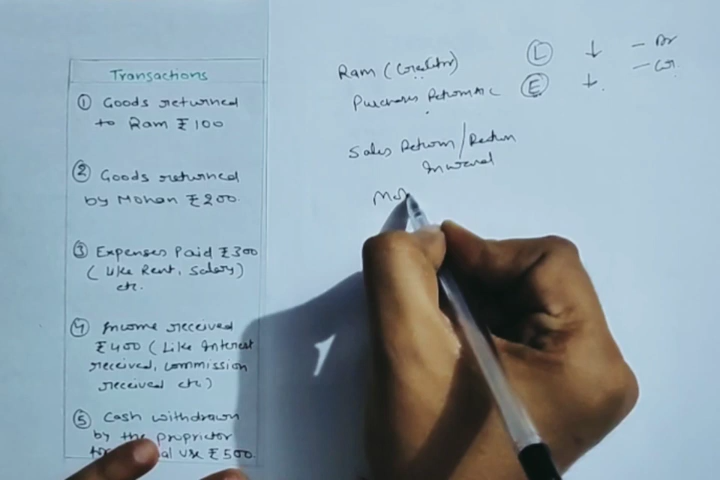 Transactions
① Goods returned
to Ram ₹100
② Goods returned
by Mohan ₹200.
③ Expenses Paid ₹300
(Like Rent, Salary)
etc.
④ Income received
₹400 (Like Interest
received, commission
received etc)
⑤ Cash withdrawn
by the proprietor
use ₹500.
Ram (Creditor) Ⓛ ↓ - Dr
Purchases Return A/c Ⓔ ↓ - Cr.
Sales Return/Return
Inward
Mo